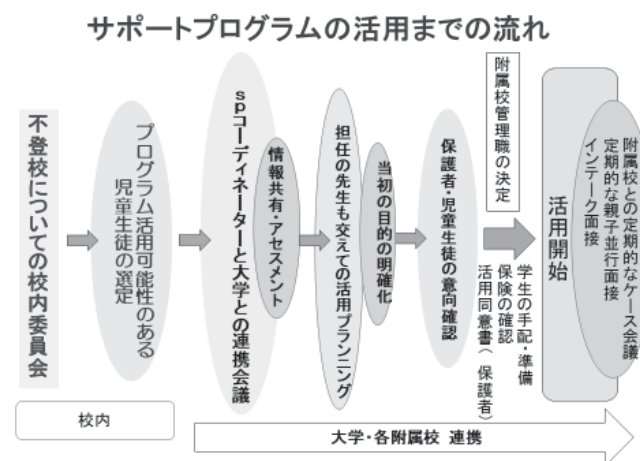 サポートプログラムの活用までの流れ
不登校についての校内委員会
プログラム活用可能性のある
児童生徒の選定
spコーディネーターと大学との連携会議
情報共有・アセスメント
担任の先生も交えての活用プランニング
当初の目的の明確化
保護者・児童生徒の意向確認
附属校管理職の決定
学生の手配・準備
保険の確認
活用同意書(保護者)
活用開始
附属校との定期的なケース会議
定期的な親子並行面接
インテーク面接
校内
大学・各附属校 連携